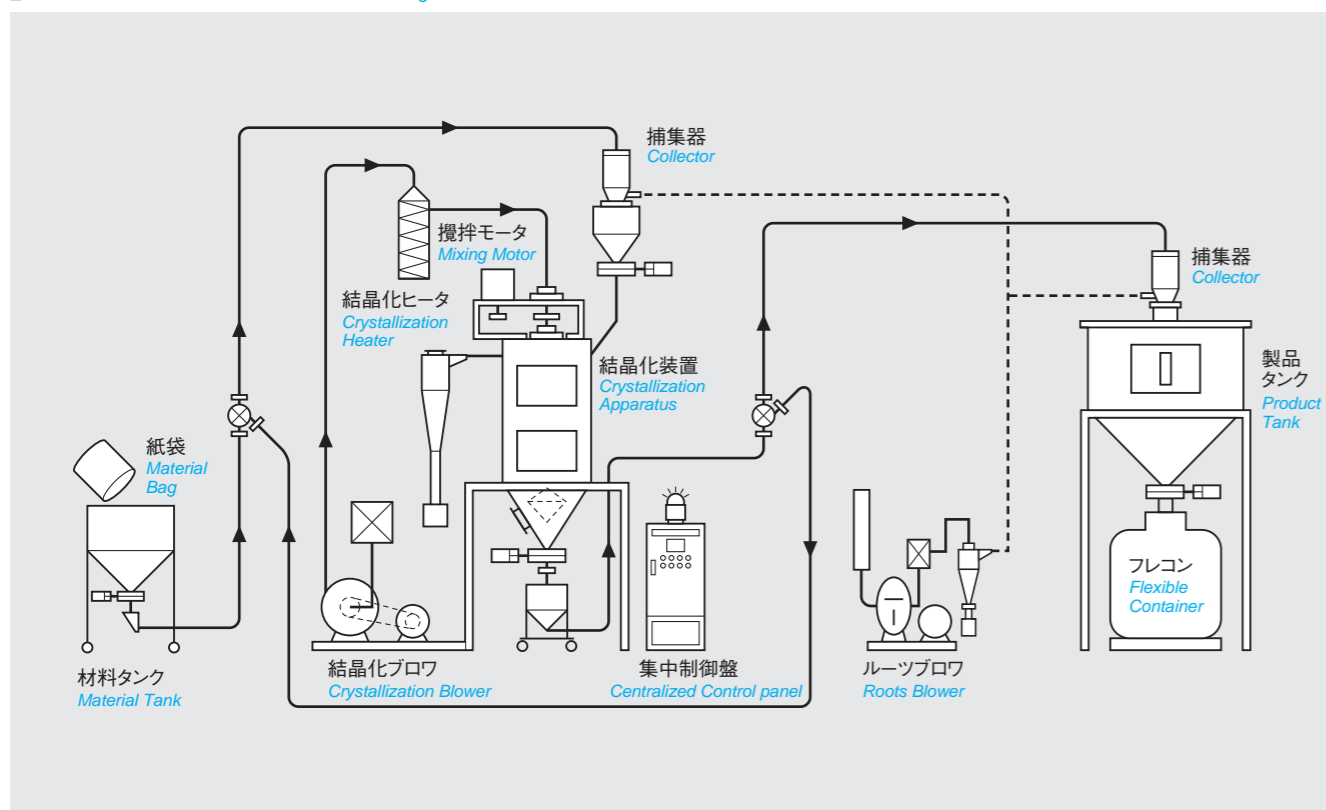 捕集器
Collector
攪拌モータ
Mixing Motor
捕集器
Collector
結晶化ヒータ
Crystallization
Heater
結晶化装置
Crystallization
Apparatus
製品
タンク
Product
Tank
紙袋
Material
Bag
フレコン
Flexible
Container
材料タンク
Material Tank
結晶化ブロワ
Crystallization Blower
集中制御盤
Centralized Control panel
ルーツブロワ
Roots Blower